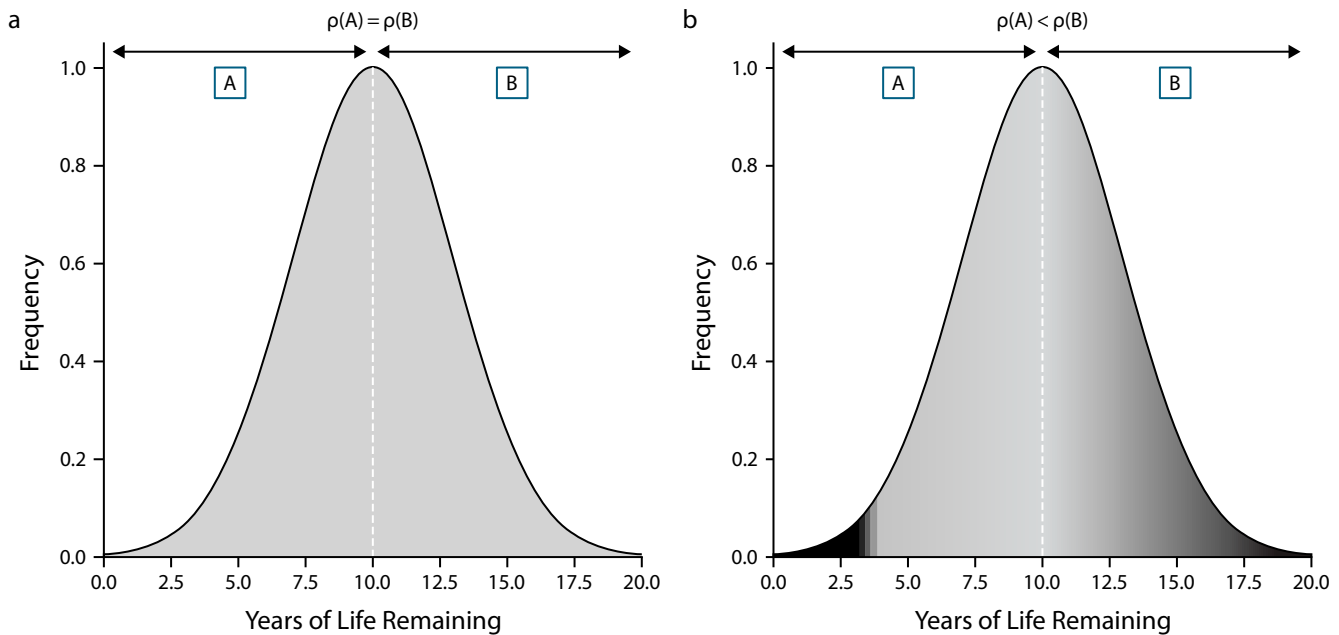 a
ρ(A) = ρ(B)
A
B
1.0
0.8
0.6
0.4
0.2
0.0
Frequency
0.0 2.5 5.0 7.5 10.0 12.5 15.0 17.5 20.0
Years of Life Remaining
b
ρ(A) < ρ(B)
A
B
1.0
0.8
0.6
0.4
0.2
0.0
Frequency
0.0 2.5 5.0 7.5 10.0 12.5 15.0 17.5 20.0
Years of Life Remaining